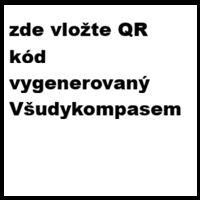 zde vložte QR
kód
vygenerovaný
Všudykompasem